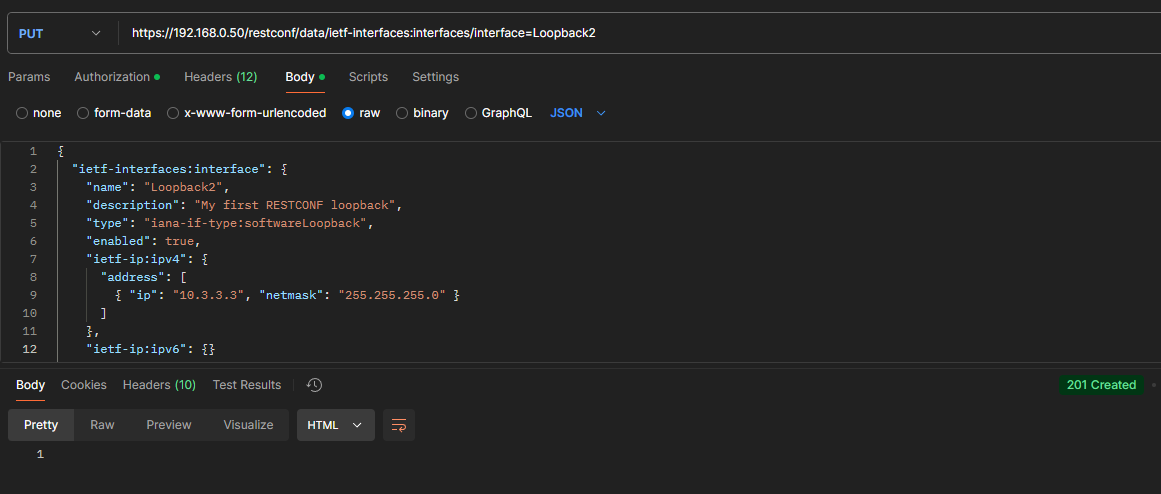 PUT https://192.168.0.50/restconf/data/ietf-interfaces:interfaces/interface=Loopback2
Params Authorization Headers (12) Body Scripts Settings
none form-data x-www-form-urlencoded raw binary GraphQL JSON
1 {
2 "ietf-interfaces:interface": {
3 "name": "Loopback2",
4 "description": "My first RESTCONF loopback",
5 "type": "iana-if-type:softwareLoopback",
6 "enabled": true,
7 "ietf-ip:ipv4": {
8 "address": [
9 { "ip": "10.3.3.3", "netmask": "255.255.255.0" }
10 ]
11 },
12 "ietf-ip:ipv6": {}
Body Cookies Headers (10) Test Results 201 Created
Pretty Raw Preview Visualize HTML
1